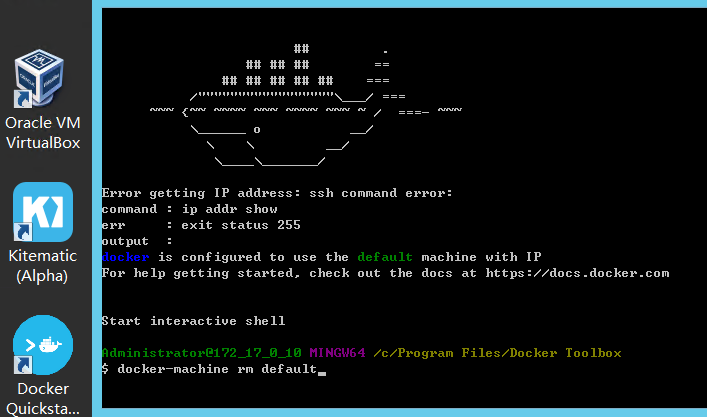 Oracle VM
VirtualBox
Kitematic
(Alpha)
Docker
Quicksta...
                        ##         .
                  ## ## ##        ==
               ## ## ## ## ##    ===
           /"""""""""""""""""\___/ ===
      ~~~ {~~ ~~~~ ~~~ ~~~~ ~~~ ~ /  ===- ~~~
           \______ o           __/
             \    \         __/
              \____\_______/
Error getting IP address: ssh command error:
command : ip addr show
err     : exit status 255
output  :
docker is configured to use the default machine with IP
For help getting started, check out the docs at https://docs.docker.com
Start interactive shell
Administrator@172_17_0_10 MINGW64 /c/Program Files/Docker Toolbox
$ docker-machine rm default